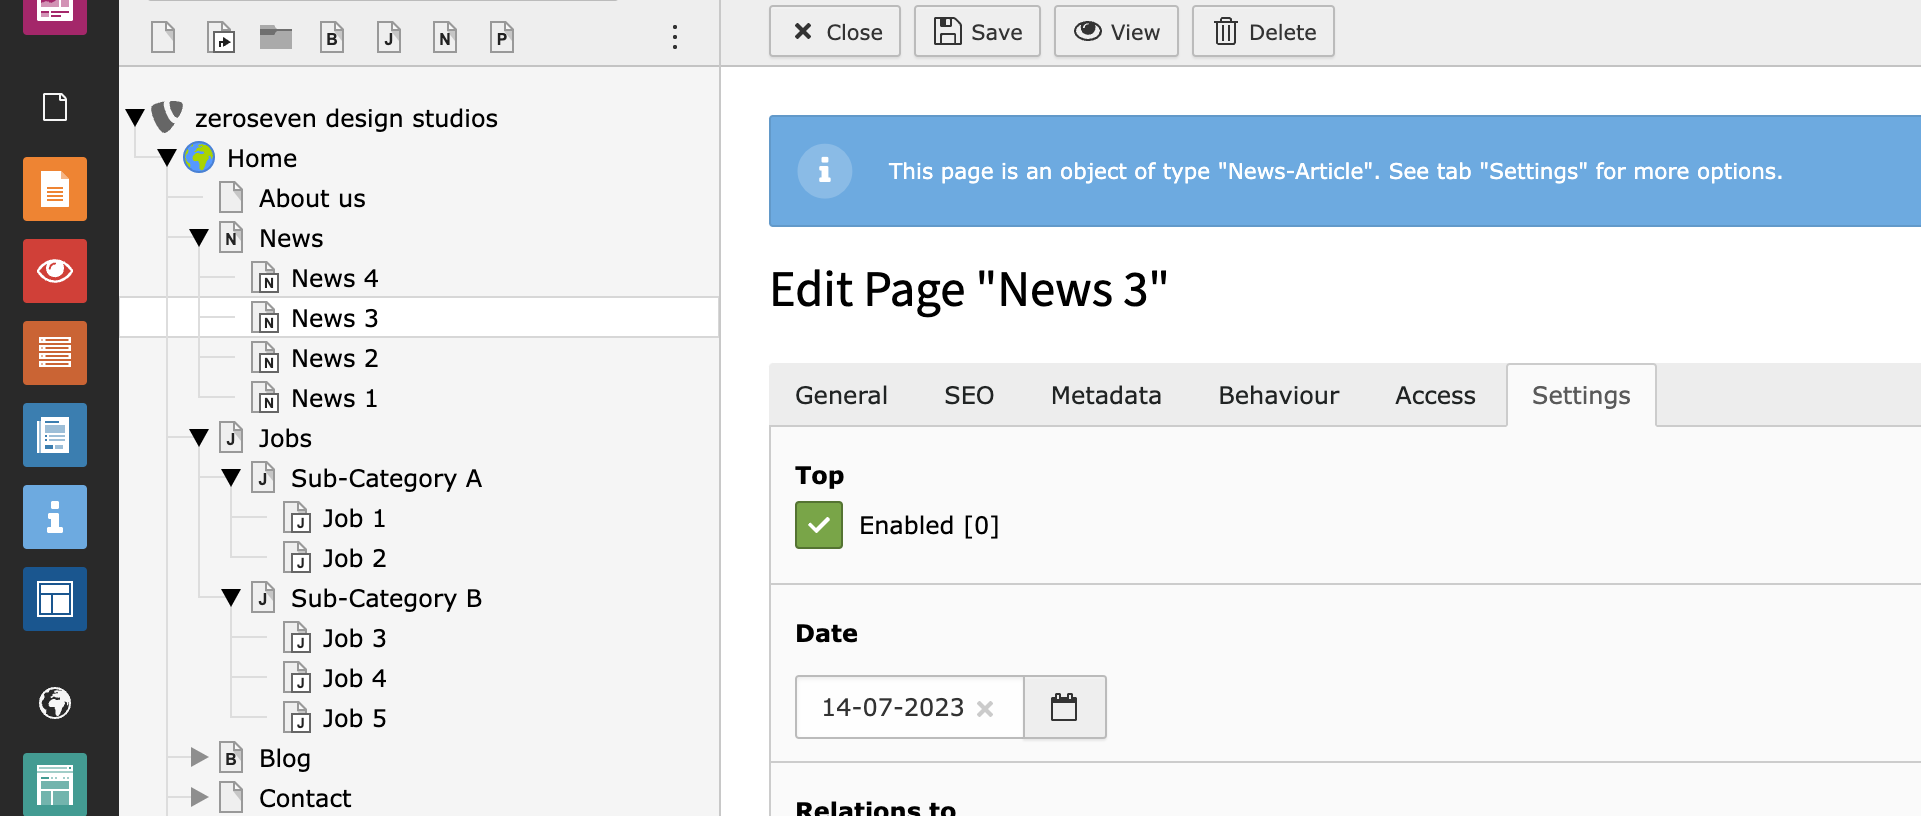 B J N P
Close Save View Delete
zeroseven design studios
Home
About us
N News
N News 4
N News 3
N News 2
N News 1
J Jobs
J Sub-Category A
J Job 1
J Job 2
J Sub-Category B
J Job 3
J Job 4
J Job 5
B Blog
Contact
This page is an object of type "News-Article". See tab "Settings" for more options.
Edit Page "News 3"
General SEO Metadata Behaviour Access Settings
Top
Enabled [0]
Date
14-07-2023
Relations to